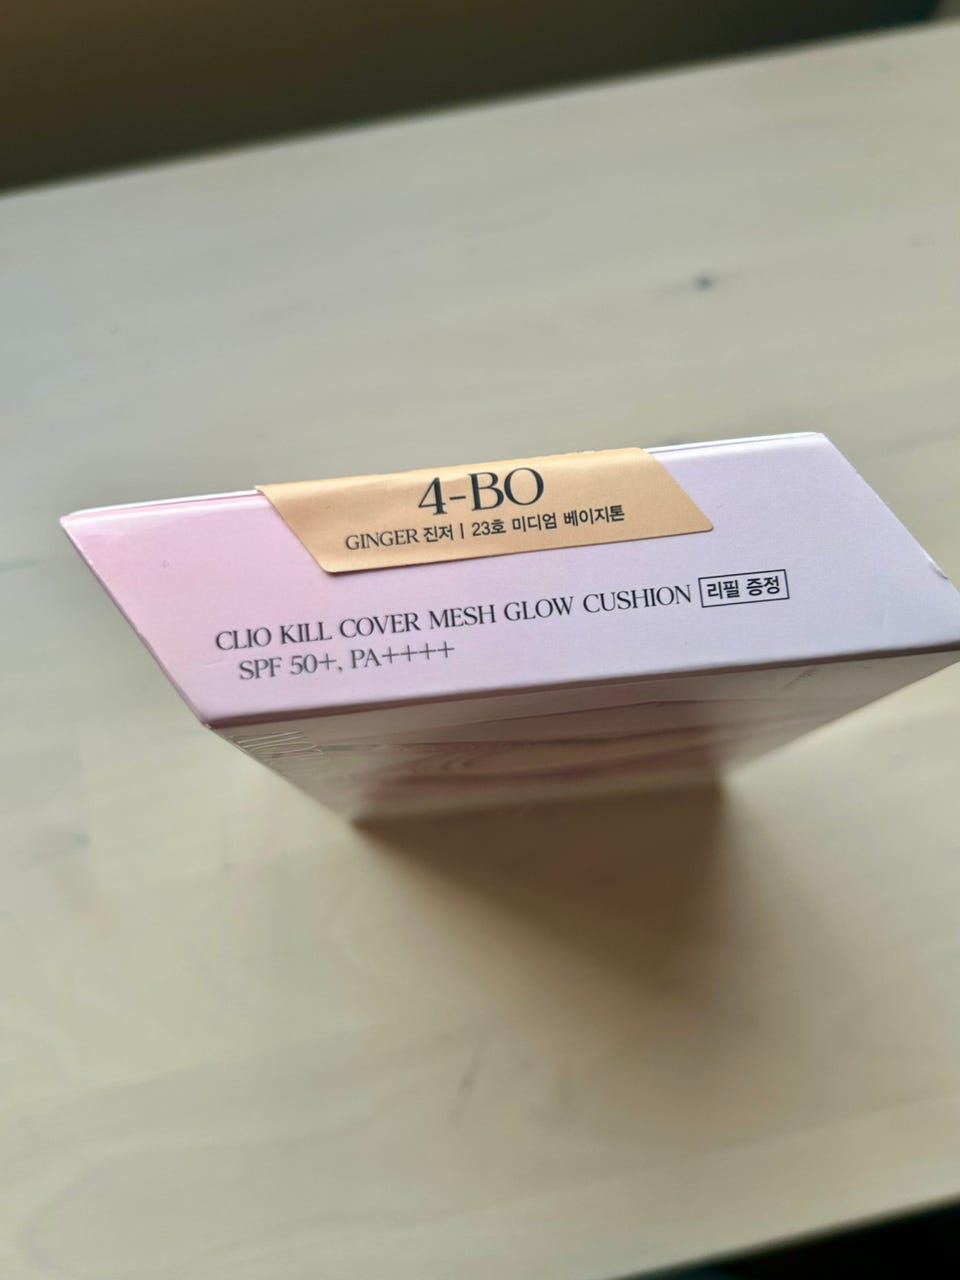 4-BO
GINGER 진저 | 23호 미디엄 베이지톤
CLIO KILL COVER MESH GLOW CUSHION 리필 증정
SPF 50+, PA++++